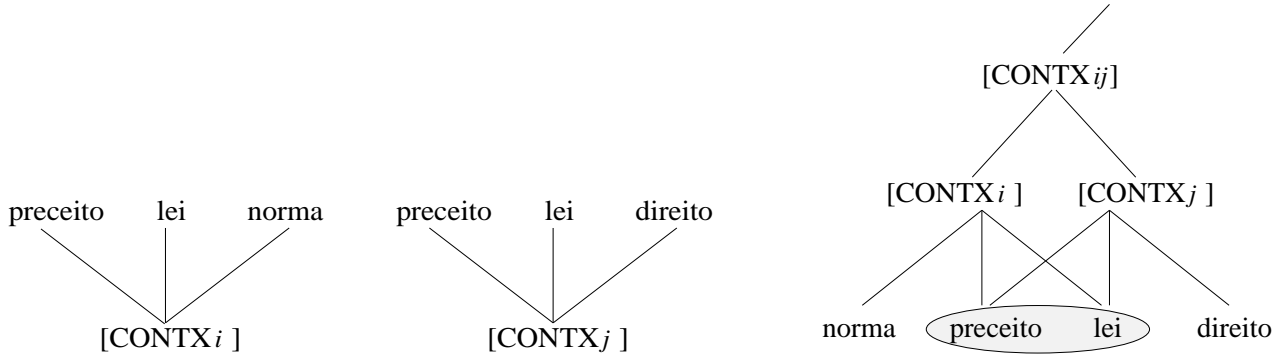 [CONTXij]
[CONTXi ] [CONTXj ]
preceito lei norma preceito lei direito
norma preceito lei direito
[CONTXi ] [CONTXj ]